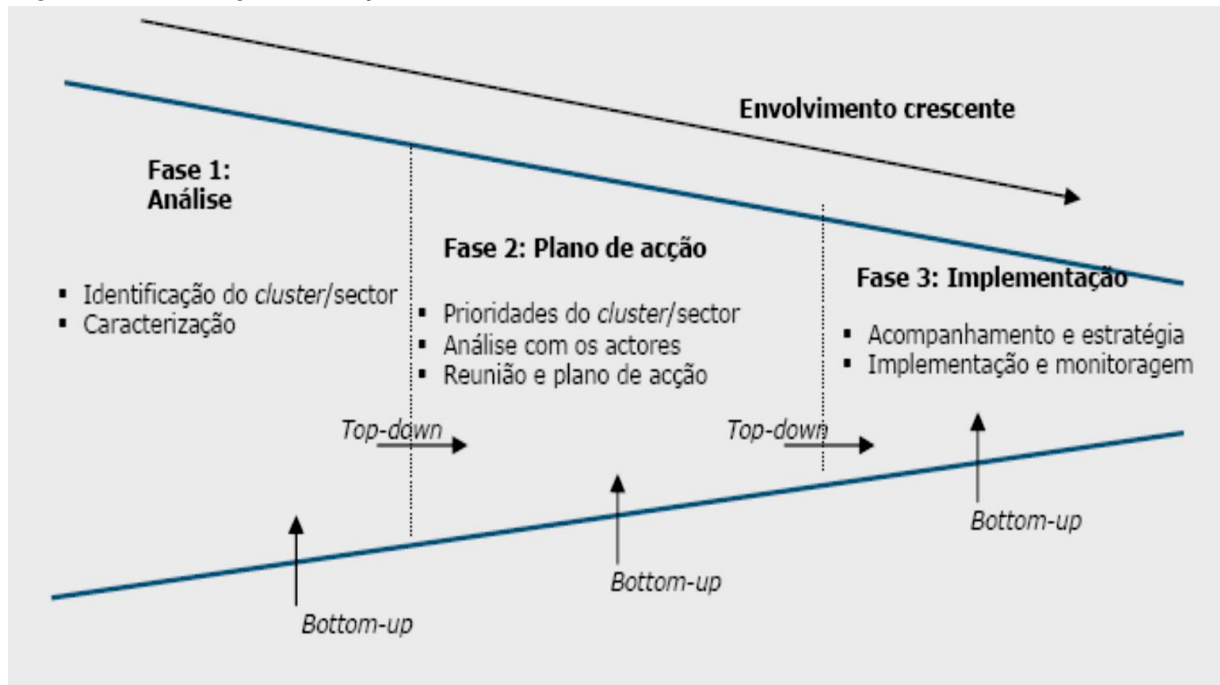 Envolvimento crescente
Fase 1:
Análise
▪ Identificação do cluster/sector
▪ Caracterização
Fase 2: Plano de acção
▪ Prioridades do cluster/sector
▪ Análise com os actores
▪ Reunião e plano de acção
Fase 3: Implementação
▪ Acompanhamento e estratégia
▪ Implementação e monitoragem
Top-down
Top-down
Bottom-up
Bottom-up
Bottom-up